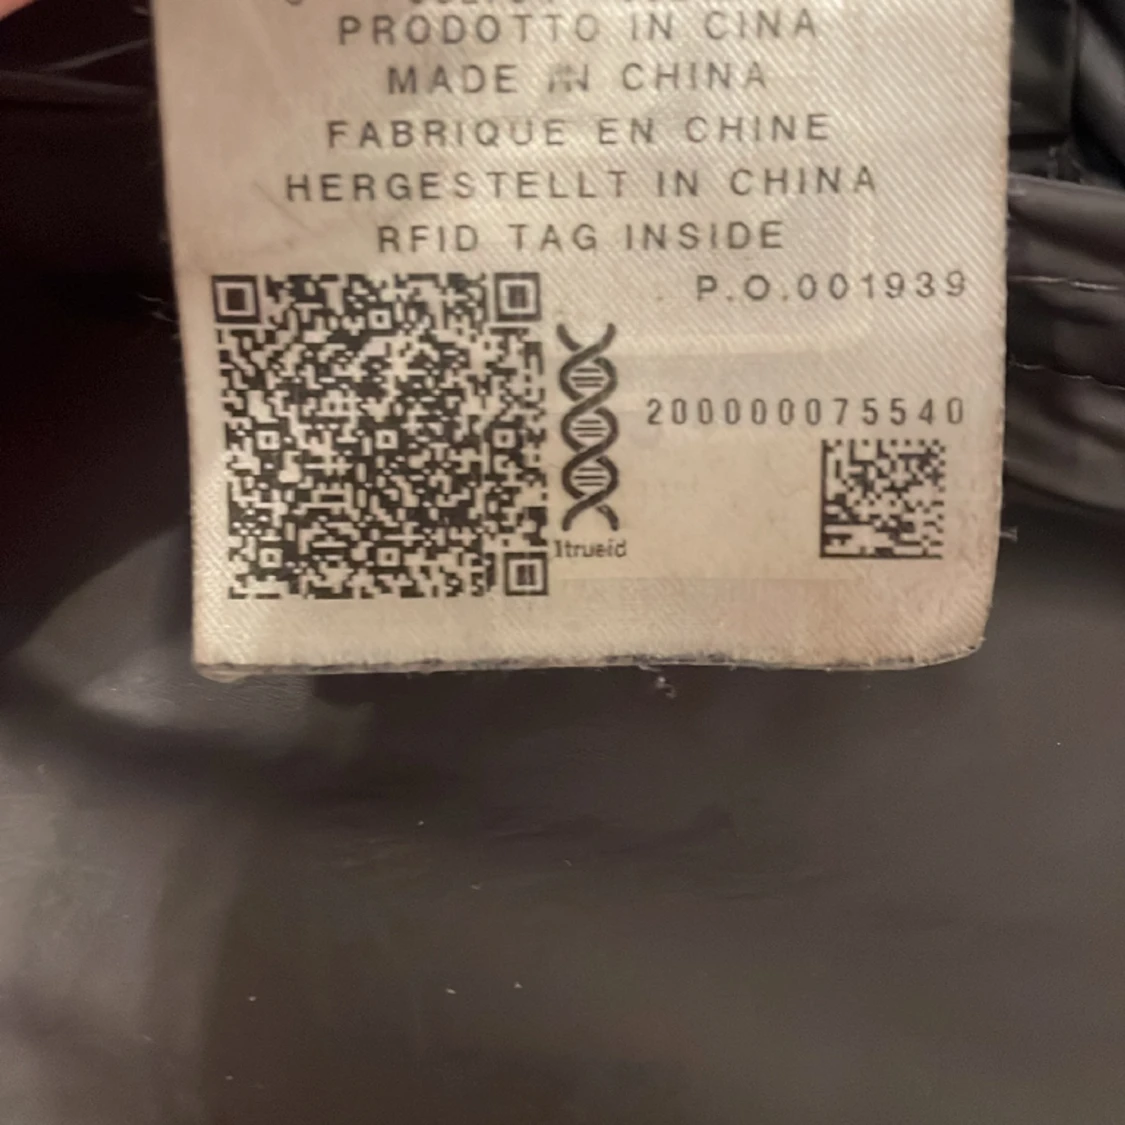 PRODOTTO IN CINA
MADE IN CHINA
FABRIQUE EN CHINE
HERGESTELLT IN CHINA
RFID TAG INSIDE
P.O.001939
200000075540
1trueid